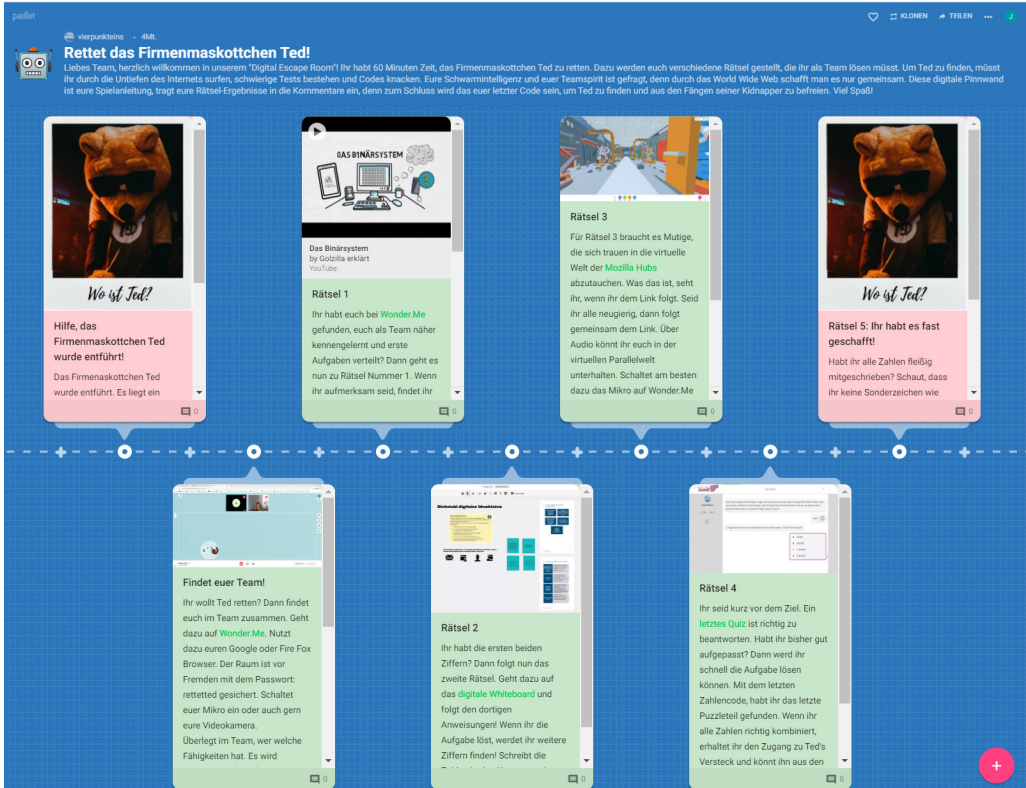 padlet
KLONEN
TEILEN
J
vierpunkteins • 4Mt.
Rettet das Firmenmaskottchen Ted!
Liebes Team, herzlich willkommen in unserem "Digital Escape Room"! Ihr habt 60 Minuten Zeit, das Firmenmaskottchen Ted zu retten. Dazu werden euch verschiedene Rätsel gestellt, die ihr als Team lösen müsst. Um Ted zu finden, müsst
ihr durch die Untiefen des Internets surfen, schwierige Tests bestehen und Codes knacken. Eure Schwarmintelligenz und euer Teamspirit ist gefragt, denn durch das World Wide Web schafft man es nur gemeinsam. Diese digitale Pinnwand
ist eure Spielanleitung, tragt eure Rätsel-Ergebnisse in die Kommentare ein, denn zum Schluss wird das euer letzter Code sein, um Ted zu finden und aus den Fängen seiner Kidnapper zu befreien. Viel Spaß!
Wo ist Ted?
Hilfe, das
Firmenmaskottchen Ted
wurde entführt!
Das Firmenaskottchen Ted
wurde entführt. Es liegt ein
0
DAS BINÄRSYSTEM
Das Binärsystem
by Golzilla erklärt
YouTube
Rätsel 1
Ihr habt euch bei Wonder.Me
gefunden, euch als Team näher
kennengelernt und erste
Aufgaben verteilt? Dann geht es
nun zu Rätsel Nummer 1. Wenn
ihr aufmerksam seid, findet ihr
0
Rätsel 3
Für Rätsel 3 braucht es Mutige,
die sich trauen in die virtuelle
Welt der Mozilla Hubs
abzutauchen. Was das ist, seht
ihr, wenn ihr dem Link folgt. Seid
ihr alle neugierig, dann folgt
gemeinsam dem Link. Über
Audio könnt ihr euch in der
virtuellen Parallelwelt
unterhalten. Schaltet am besten
dazu das Mikro auf Wonder.Me
0
Wo ist Ted?
Rätsel 5: Ihr habt es fast
geschafft!
Habt ihr alle Zahlen fleißig
mitgeschrieben? Schaut, dass
ihr keine Sonderzeichen wie
0
Findet euer Team!
Ihr wollt Ted retten? Dann findet
euch im Team zusammen. Geht
dazu auf Wonder.Me. Nutzt
dazu euren Google oder Fire Fox
Browser. Der Raum ist vor
Fremden mit dem Passwort:
rettetted gesichert. Schaltet
euer Mikro ein oder auch gern
eure Videokamera.
Überlegt im Team, wer welche
Fähigkeiten hat. Es wird
0
Diebstahl digitaler Identitäten
Rätsel 2
Ihr habt die ersten beiden
Ziffern? Dann folgt nun das
zweite Rätsel. Geht dazu auf
das digitale Whiteboard und
folgt den dortigen
Anweisungen! Wenn ihr die
Aufgabe löst, werdet ihr weitere
Ziffern finden! Schreibt die
0
Rätsel 4
Ihr seid kurz vor dem Ziel. Ein
letztes Quiz ist richtig zu
beantworten. Habt ihr bisher gut
aufgepasst? Dann werd ihr
schnell die Aufgabe lösen
können. Mit dem letzten
Zahlencode, habt ihr das letzte
Puzzleteil gefunden. Wenn ihr
alle Zahlen richtig kombiniert,
erhaltet ihr den Zugang zu Ted's
Versteck und könnt ihn aus den
0